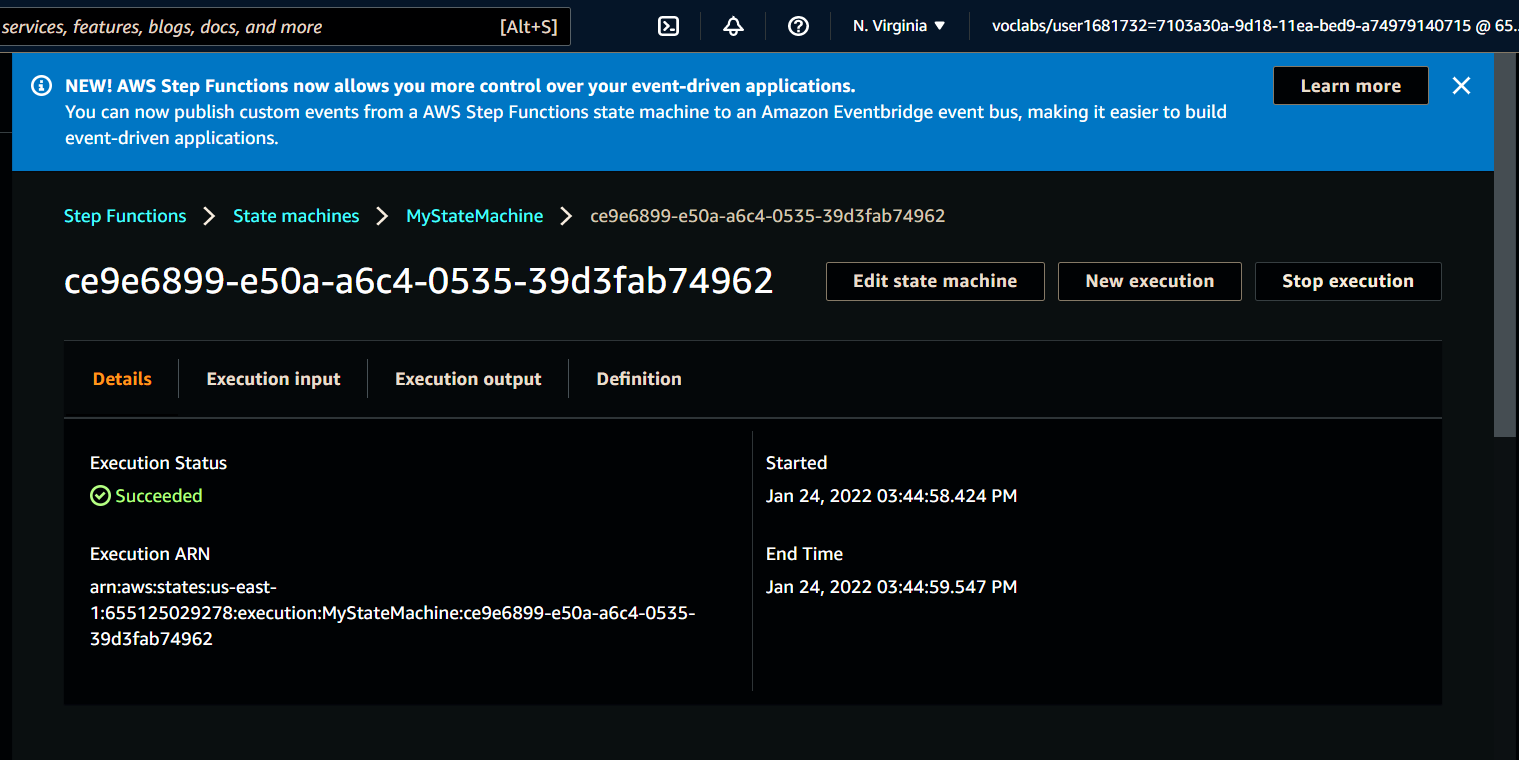 services, features, blogs, docs, and more [Alt+S] N. Virginia ▼ voclabs/user1681732=7103a30a-9d18-11ea-bed9-a74979140715 @ 65...
NEW! AWS Step Functions now allows you more control over your event-driven applications. Learn more
You can now publish custom events from a AWS Step Functions state machine to an Amazon Eventbridge event bus, making it easier to build
event-driven applications.
Step Functions > State machines > MyStateMachine > ce9e6899-e50a-a6c4-0535-39d3fab74962
ce9e6899-e50a-a6c4-0535-39d3fab74962 Edit state machine New execution Stop execution
Details Execution input Execution output Definition
Execution Status
Succeeded
Execution ARN
arn:aws:states:us-east-
1:655125029278:execution:MyStateMachine:ce9e6899-e50a-a6c4-0535-
39d3fab74962
Started
Jan 24, 2022 03:44:58.424 PM
End Time
Jan 24, 2022 03:44:59.547 PM